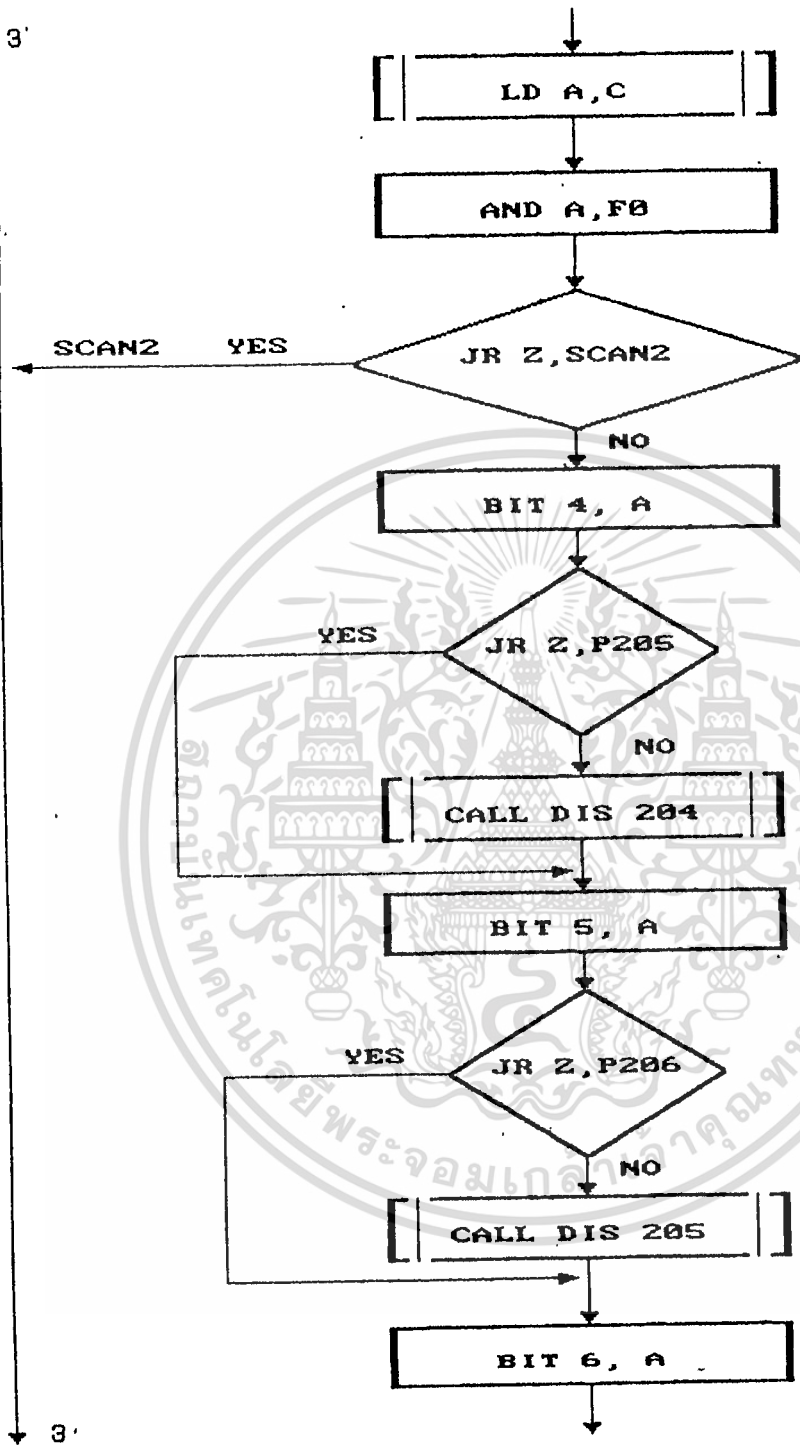 3'
LD A,C
AND A,F0
SCAN2 YES
JR Z,SCAN2
NO
BIT 4, A
YES
JR Z,P205
NO
CALL DIS 204
BIT 5, A
YES
JR Z,P206
NO
CALL DIS 205
BIT 6, A
3'